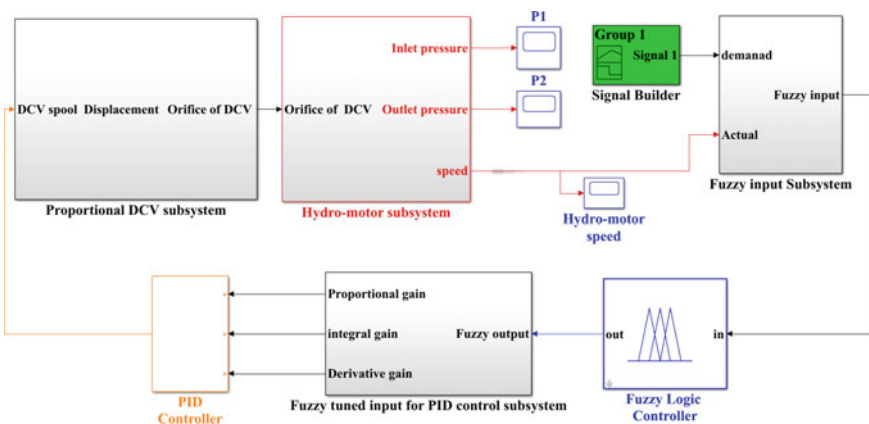 P1
Inlet pressure
P2
Outlet pressure
DCV spool Displacement Orifice of DCV
Orifice of DCV
speed
Proportional DCV subsystem
Hydro-motor subsystem
Hydro-motor
speed
Group 1
Signal 1
Signal Builder
demanad
Fuzzy input
Actual
Fuzzy input Subsystem
PID
Controller
Proportional gain
integral gain
Derivative gain
Fuzzy output
Fuzzy tuned input for PID control subsystem
out
in
Fuzzy Logic
Controller